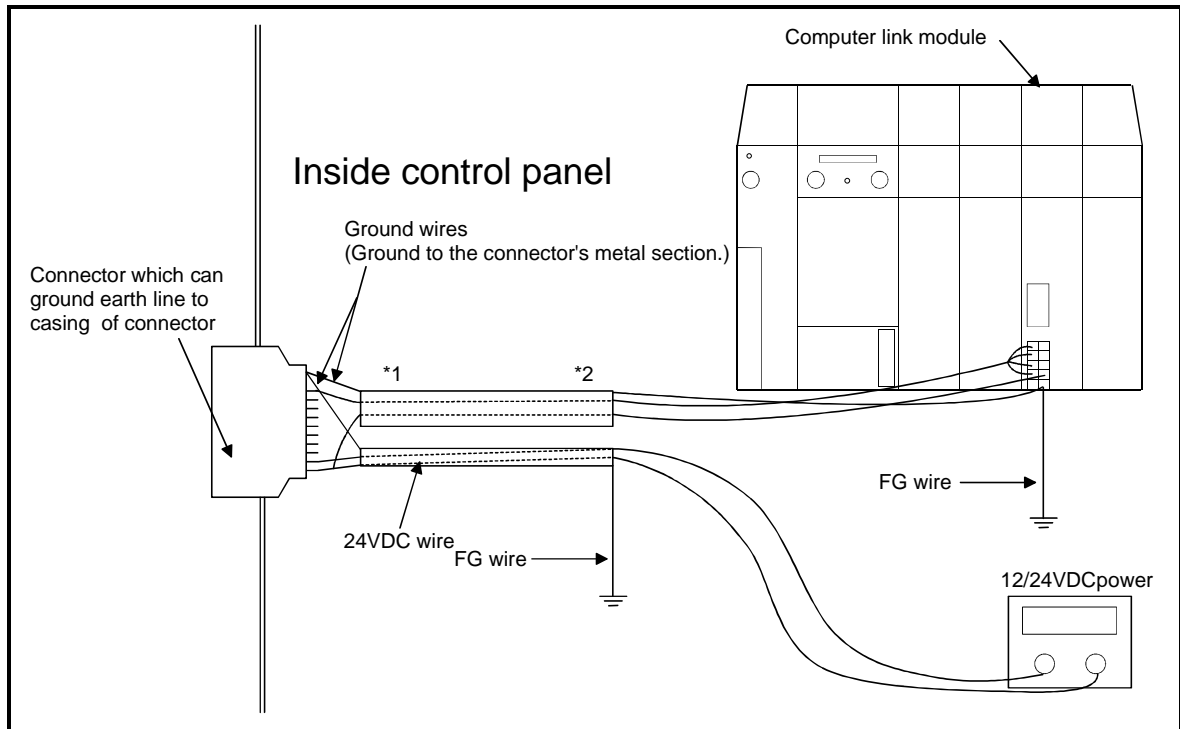 Computer link module
Inside control panel
Ground wires
(Ground to the connector's metal section.)
Connector which can
ground earth line to
casing of connector
*1
*2
FG wire
24VDC wire
FG wire
12/24VDCpower